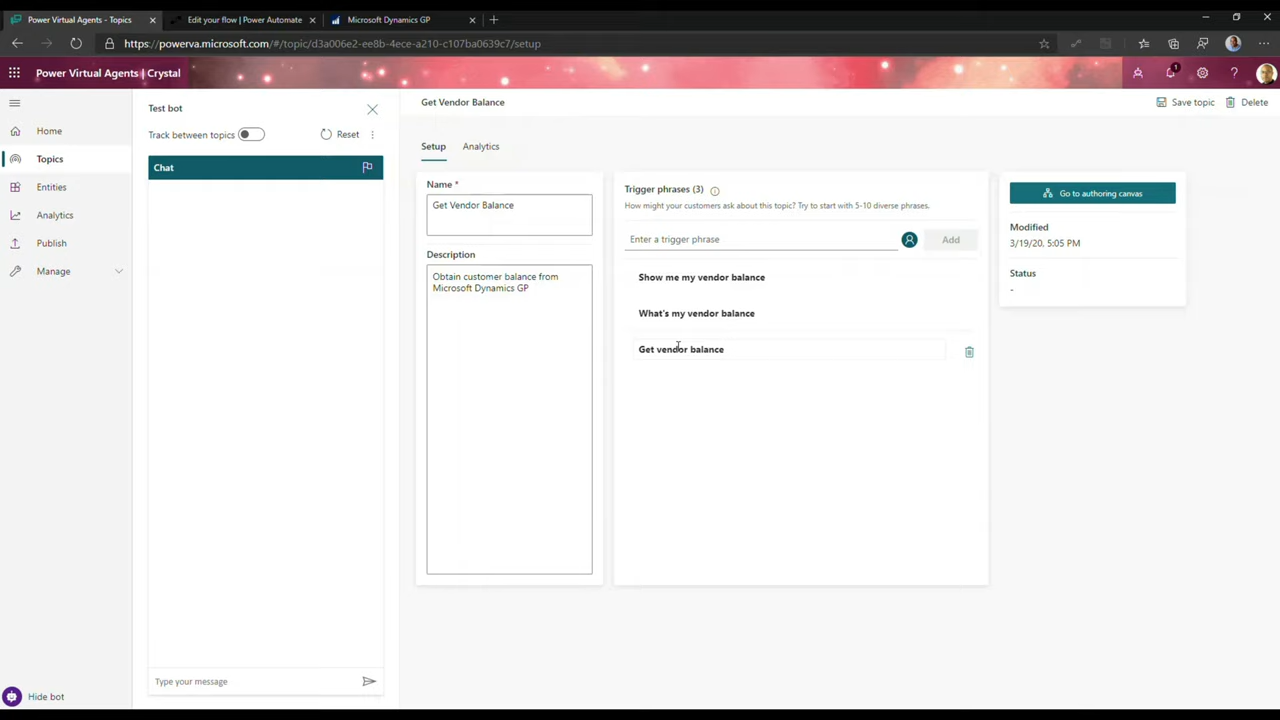 Power Virtual Agents - Topics
Edit your flow | Power Automate
Microsoft Dynamics GP
https://powerva.microsoft.com/#/topic/d3a006e2-ee8b-4ece-a210-c107ba0639c7/setup
Power Virtual Agents | Crystal
1
Home
Topics
Entities
Analytics
Publish
Manage
Hide bot
Test bot
Track between topics
Reset
Chat
Type your message
Get Vendor Balance
Save topic
Delete
Setup
Analytics
Name *
Get Vendor Balance
Description
Obtain customer balance from
Microsoft Dynamics GP
Trigger phrases (3)
How might your customers ask about this topic? Try to start with 5-10 diverse phrases.
Enter a trigger phrase
Add
Show me my vendor balance
What's my vendor balance
Get vendor balance
Go to authoring canvas
Modified
3/19/20, 5:05 PM
Status
-